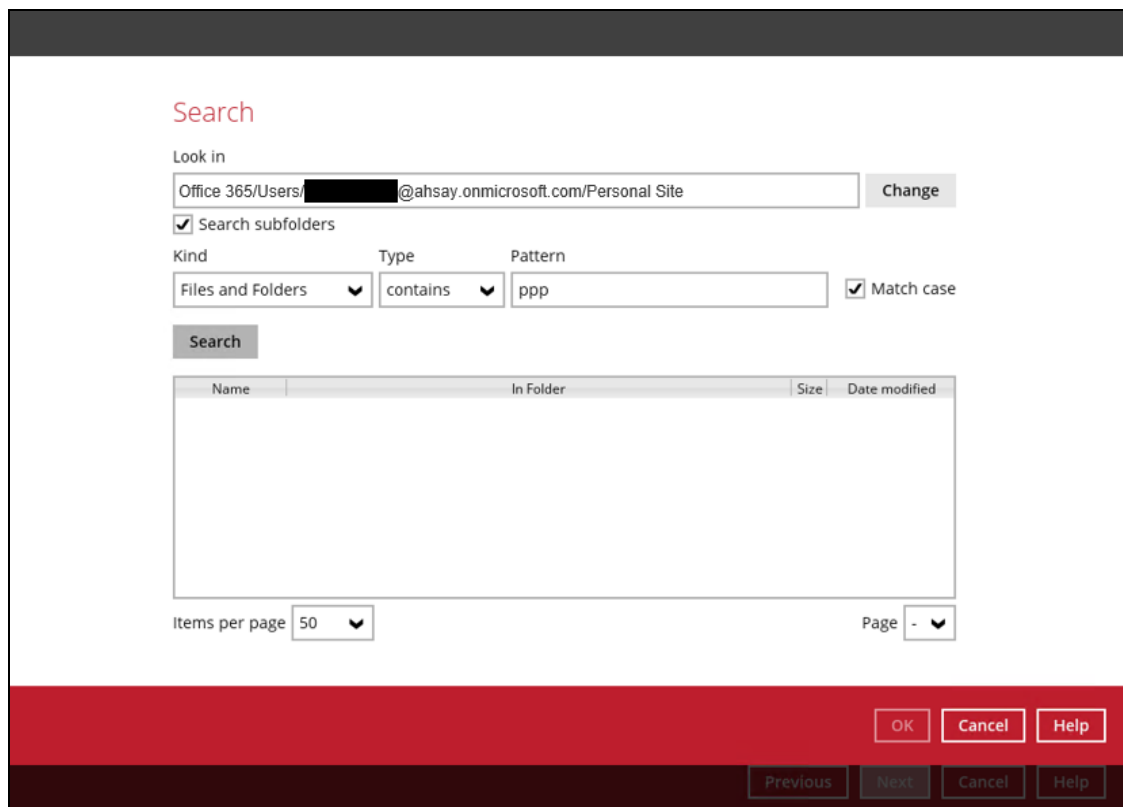 Search
Look in
Office 365/Users/ @ahsay.onmicrosoft.com/Personal Site Change
Search subfolders
Kind Type Pattern
Files and Folders contains ppp Match case
Search
Name In Folder Size Date modified
Items per page 50 Page -
OK Cancel Help
Previous Next Cancel Help